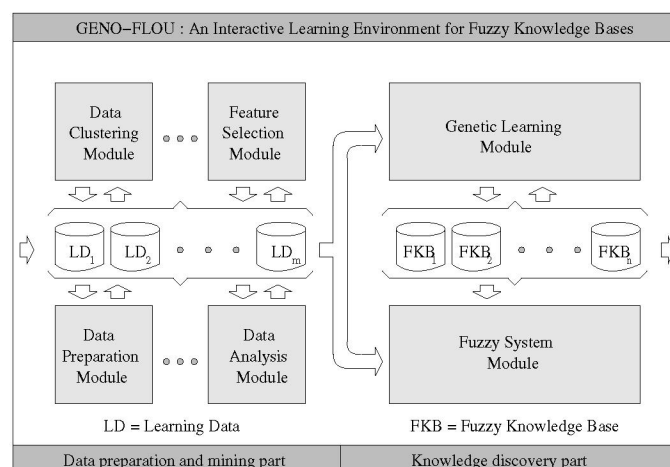 GENO-FLOU : An Interactive Learning Environment for Fuzzy Knowledge Bases
Data
Clustering
Module
Feature
Selection
Module
Genetic Learning
Module
LD1
LD2
LDm
FKB1
FKB2
FKBn
Data
Preparation
Module
Data
Analysis
Module
Fuzzy System
Module
LD = Learning Data
FKB = Fuzzy Knowledge Base
Data preparation and mining part
Knowledge discovery part